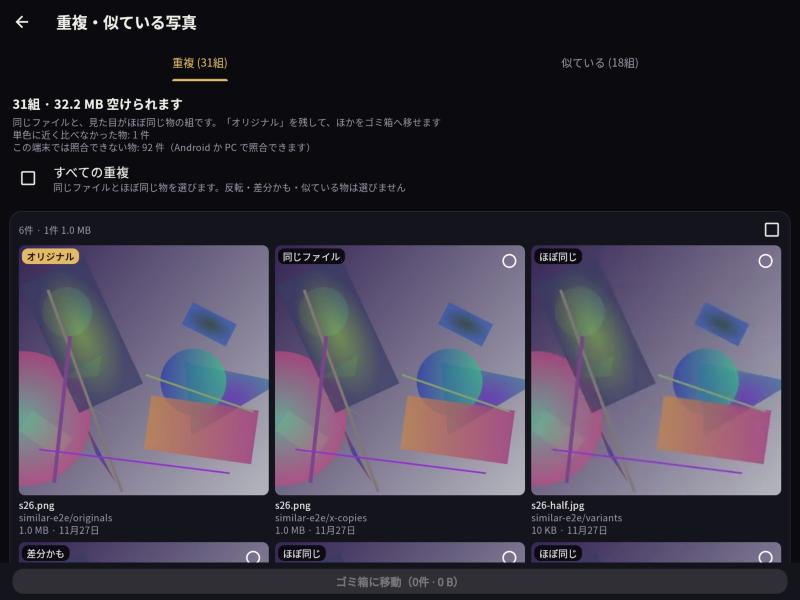 重複・似ている写真
重複 (31組)
似ている (18組)
31組・32.2 MB 空けられます
同じファイルと、見た目がほぼ同じ物の組です。「オリジナル」を残して、ほかをゴミ箱へ移せます
単色に近く比べなかった物: 1 件
この端末では照合できない物: 92 件（Android か PC で照合できます）
すべての重複
同じファイルとほぼ同じ物を選びます。反転・差分かも・似ている物は選びません
6件・1件 1.0 MB
オリジナル
同じファイル
ほぼ同じ
s26.png
similar-e2e/originals
1.0 MB・11月27日
s26.png
similar-e2e/x-copies
1.0 MB・11月27日
s26-half.jpg
similar-e2e/variants
10 KB・11月27日
差分かも
ほぼ同じ
ほぼ同じ
ゴミ箱に移動（0件・0 B）